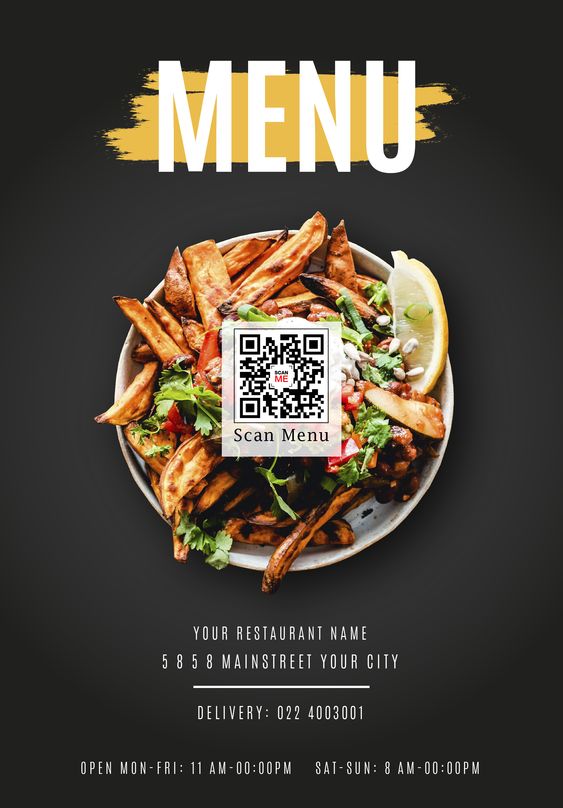 MENU
SCAN
ME
Scan Menu
YOUR RESTAURANT NAME
5 8 5 8 MAINSTREET YOUR CITY
DELIVERY: 022 4003001
OPEN MON-FRI: 11 AM-00:00PM SAT-SUN: 8 AM-00:00PM